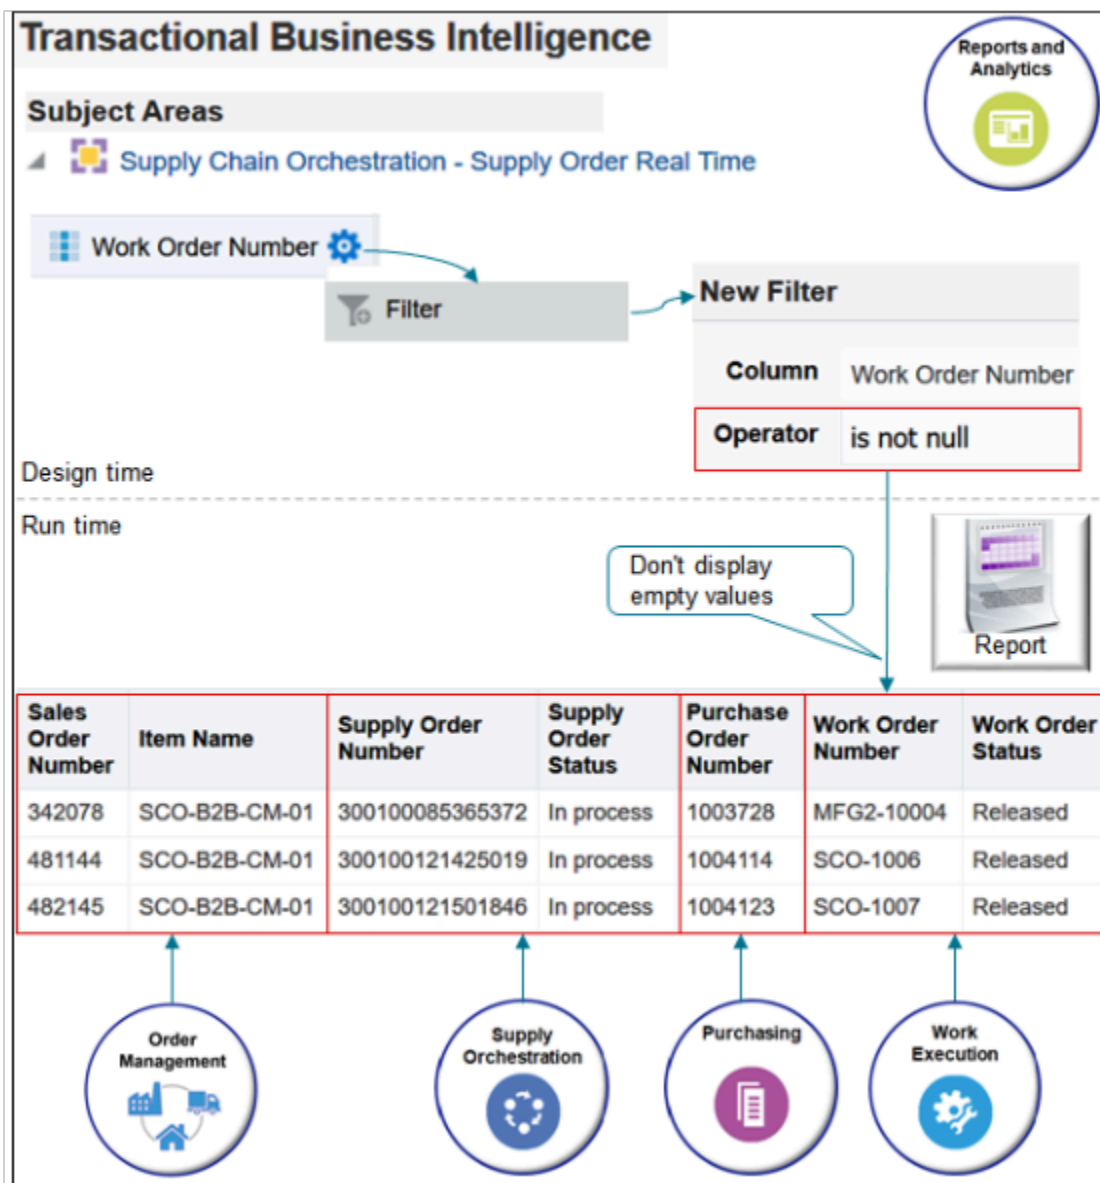 Transactional Business Intelligence
Reports and
Analytics
Subject Areas
Supply Chain Orchestration - Supply Order Real Time
Work Order Number
Filter
New Filter
Column Work Order Number
Operator is not null
Design time
Run time
Don't display
empty values
Report
Sales Order Number Item Name Supply Order Number Supply Order Status Purchase Order Number Work Order Number Work Order Status
342078 SCO-B2B-CM-01 300100085365372 In process 1003728 MFG2-10004 Released
481144 SCO-B2B-CM-01 300100121425019 In process 1004114 SCO-1006 Released
482145 SCO-B2B-CM-01 300100121501846 In process 1004123 SCO-1007 Released
Order
Management
Supply
Orchestration
Purchasing
Work
Execution